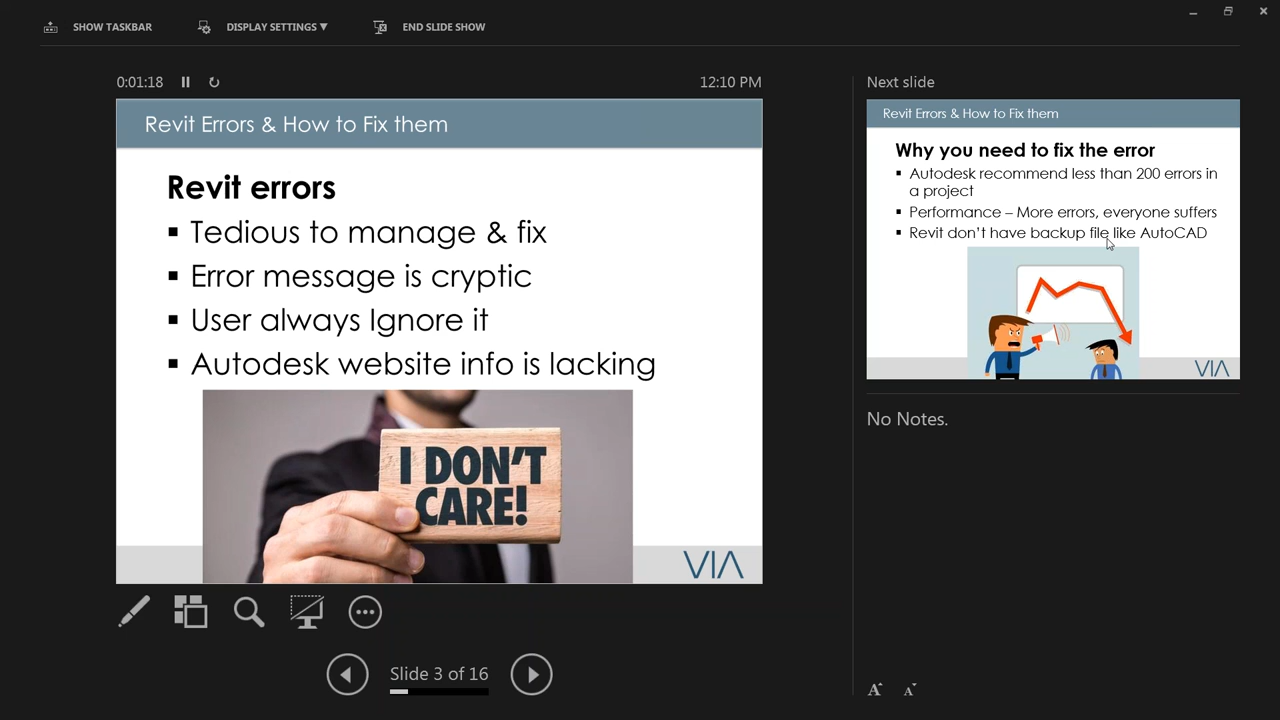 SHOW TASKBAR
DISPLAY SETTINGS ▼
END SLIDE SHOW
0:01:18
12:10 PM
Revit Errors & How to Fix them
Revit errors
▪ Tedious to manage & fix
▪ Error message is cryptic
▪ User always Ignore it
▪ Autodesk website info is lacking
I DON'T
CARE!
VIA
Slide 3 of 16
Next slide
Revit Errors & How to Fix them
Why you need to fix the error
▪ Autodesk recommend less than 200 errors in
a project
▪ Performance – More errors, everyone suffers
▪ Revit don't have backup file like AutoCAD
VIA
No Notes.
A A